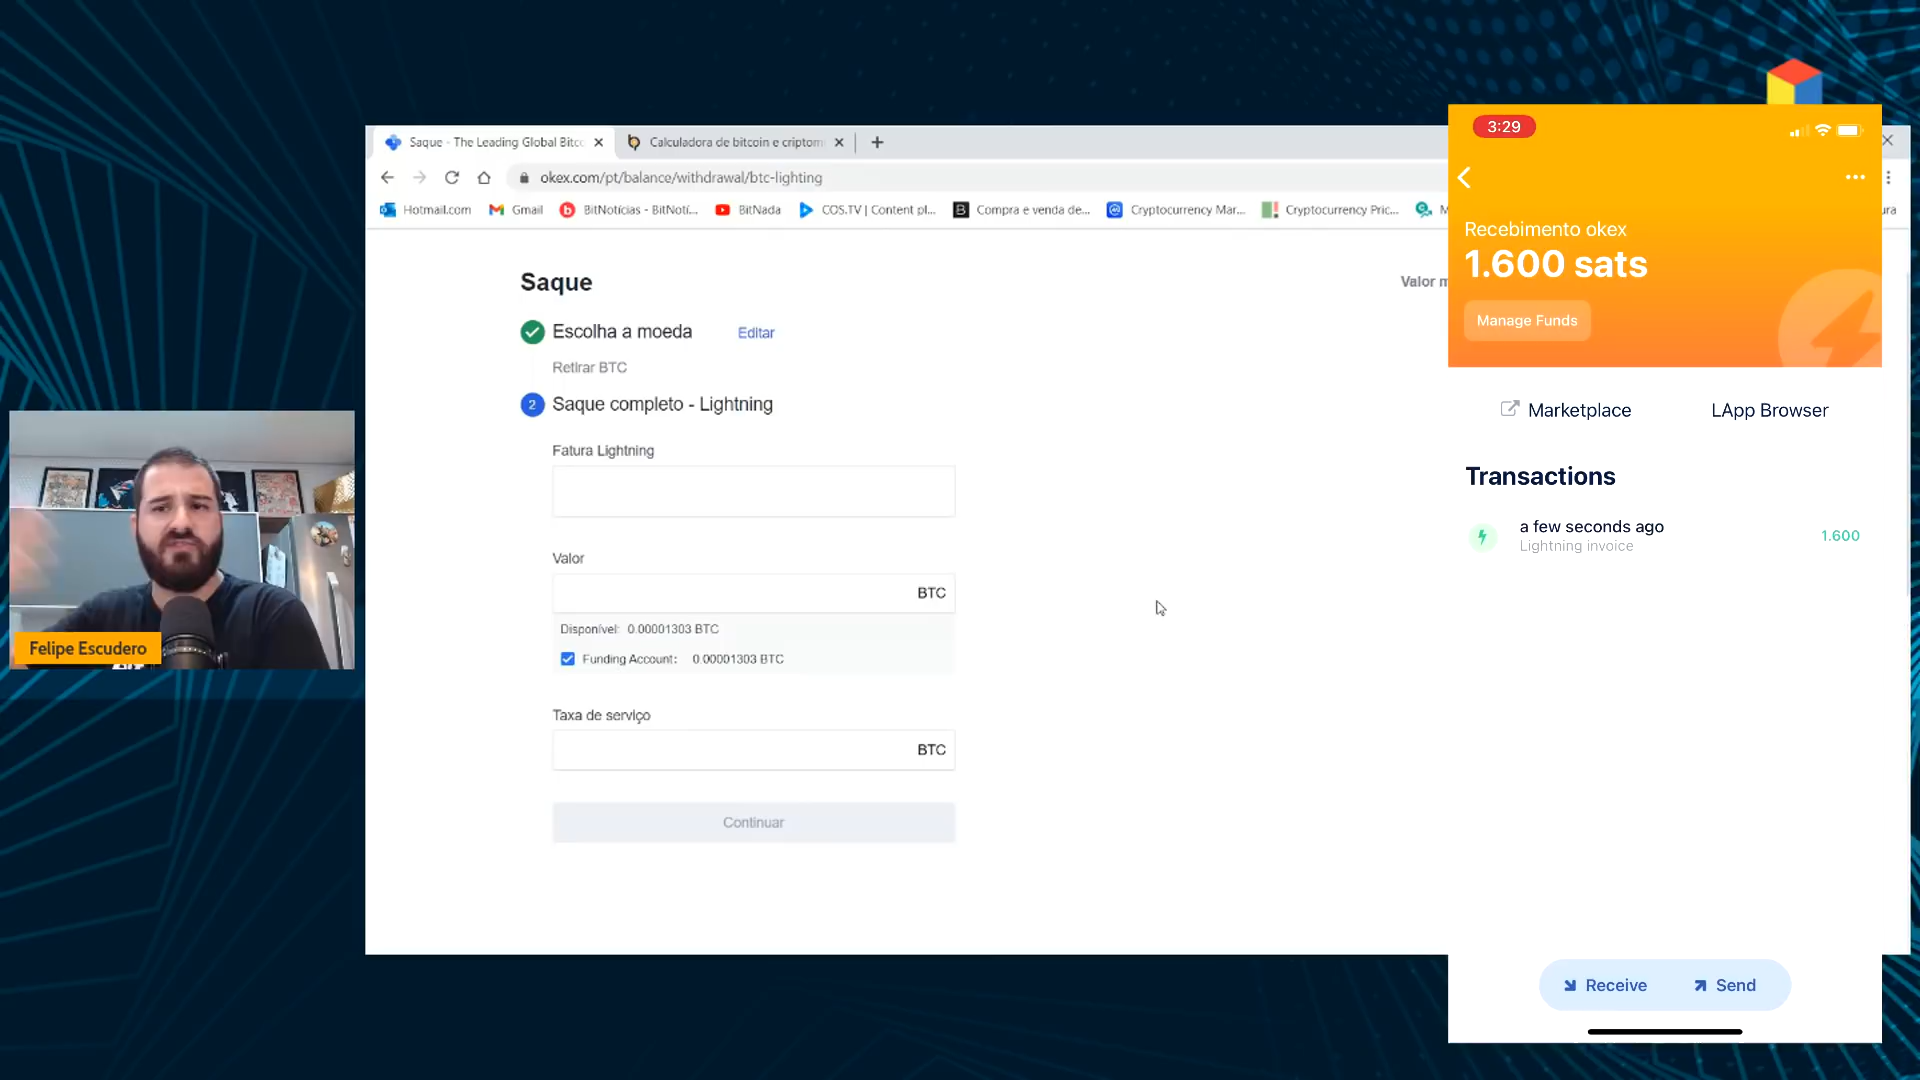 Saque - The Leading Global Bitco
Calculadora de bitcoin e criptom
okex.com/pt/balance/withdrawal/btc-lighting
Hotmail.com
Gmail
BitNotícias - BitNotí...
BitNada
COS.TV | Content pl...
Compra e venda de...
Cryptocurrency Mar...
Cryptocurrency Pric...
M
ura
Saque
Valor m
Escolha a moeda
Editar
Retirar BTC
2
Saque completo - Lightning
Fatura Lightning
Valor
BTC
Disponível: 0.00001303 BTC
Funding Account: 0.00001303 BTC
Taxa de serviço
BTC
Continuar
Felipe Escudero
3:29
Recebimento okex
1.600 sats
Manage Funds
Marketplace
LApp Browser
Transactions
a few seconds ago
Lightning invoice
1.600
Receive
Send